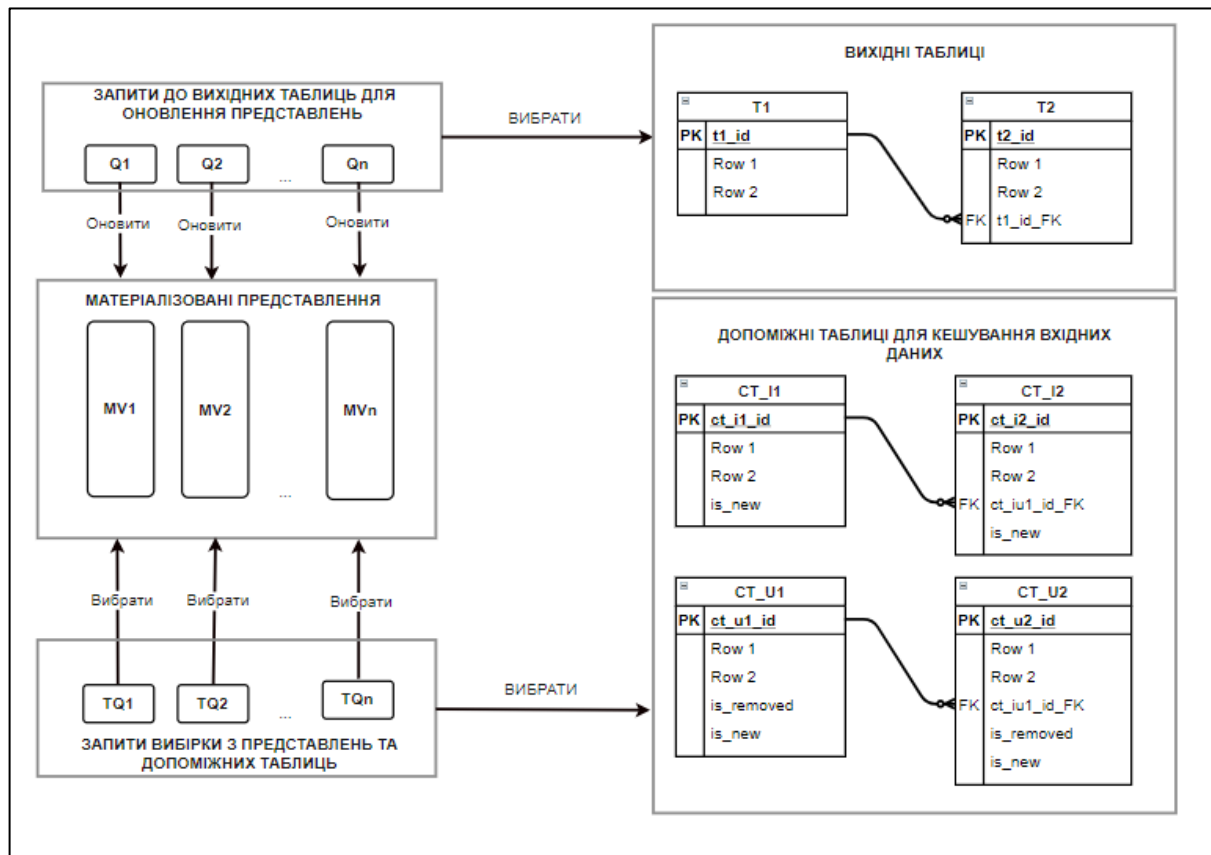 ЗАПИТИ ДО ВИХІДНИХ ТАБЛИЦЬ ДЛЯ
ОНОВЛЕННЯ ПРЕДСТАВЛЕНЬ
Q1
Q2
...
Qn
ВИБРАТИ
Оновити
Оновити
Оновити
МАТЕРІАЛІЗОВАНІ ПРЕДСТАВЛЕННЯ
MV1
MV2
...
MVn
Вибрати
Вибрати
Вибрати
TQ1
TQ2
...
TQn
ЗАПИТИ ВИБІРКИ З ПРЕДСТАВЛЕНЬ ТА
ДОПОМІЖНИХ ТАБЛИЦЬ
ВИБРАТИ
ВИХІДНІ ТАБЛИЦІ
T1
PK t1_id
Row 1
Row 2
T2
PK t2_id
Row 1
Row 2
FK t1_id_FK
ДОПОМІЖНІ ТАБЛИЦІ ДЛЯ КЕШУВАННЯ ВХІДНИХ
ДАНИХ
CT_I1
PK ct_i1_id
Row 1
Row 2
is_new
CT_I2
PK ct_i2_id
Row 1
Row 2
FK ct_iu1_id_FK
is_new
CT_U1
PK ct_u1_id
Row 1
Row 2
is_removed
is_new
CT_U2
PK ct_u2_id
Row 1
Row 2
FK ct_iu1_id_FK
is_removed
is_new